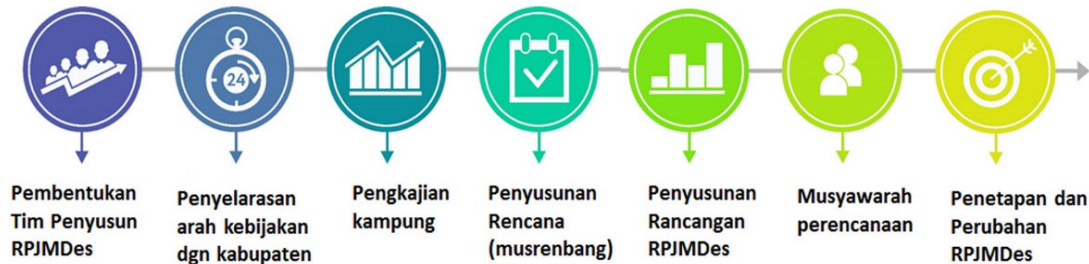 24
Pembentukan
Tim Penyusun
RPJMDes
Penyelarasan
arah kebijakan
dgn kabupaten
Pengkajian
kampung
Penyusunan
Rencana
(musrenbang)
Penyusunan
Rancangan
RPJMDes
Musyawarah
perencanaan
Penetapan dan
Perubahan
RPJMDes